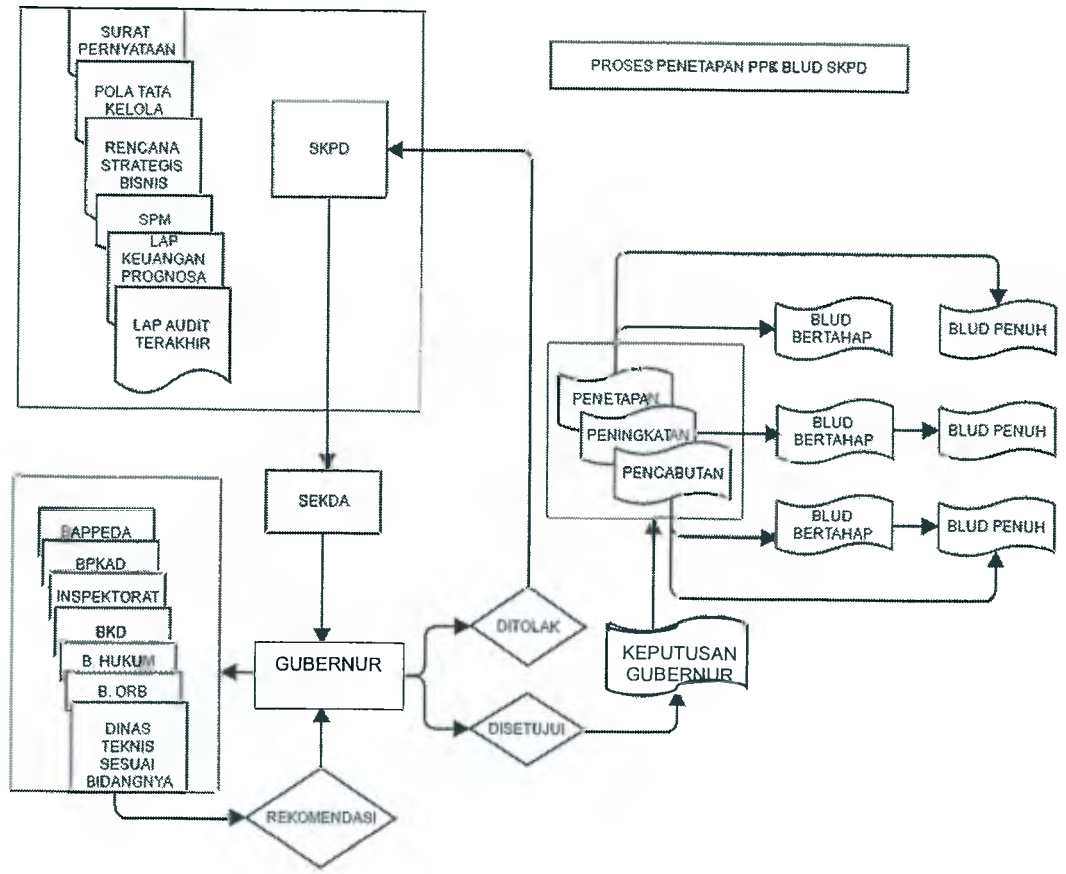 SURAT
PERNYATAAN
POLA TATA
KELOLA
RENCANA
STRATEGIS
BISNIS
SPM
LAP
KEUANGAN
PROGNOSA
LAP AUDIT
TERAKHIR
SKPD
PROSES PENETAPAN PPK BLUD SKPD
BLUD
BERTAHAP
BLUD PENUH
PENETAPAN
PENINGKATAN
PENCABUTAN
BLUD
BERTAHAP
BLUD PENUH
BLUD
BERTAHAP
BLUD PENUH
SEKDA
BAPPEDA
BPKAD
INSPEKTORAT
BKD
B. HUKUM
B. ORB
DINAS
TEKNIS
SESUAI
BIDANGNYA
GUBERNUR
DITOLAK
DISETUJUI
KEPUTUSAN
GUBERNUR
REKOMENDASI